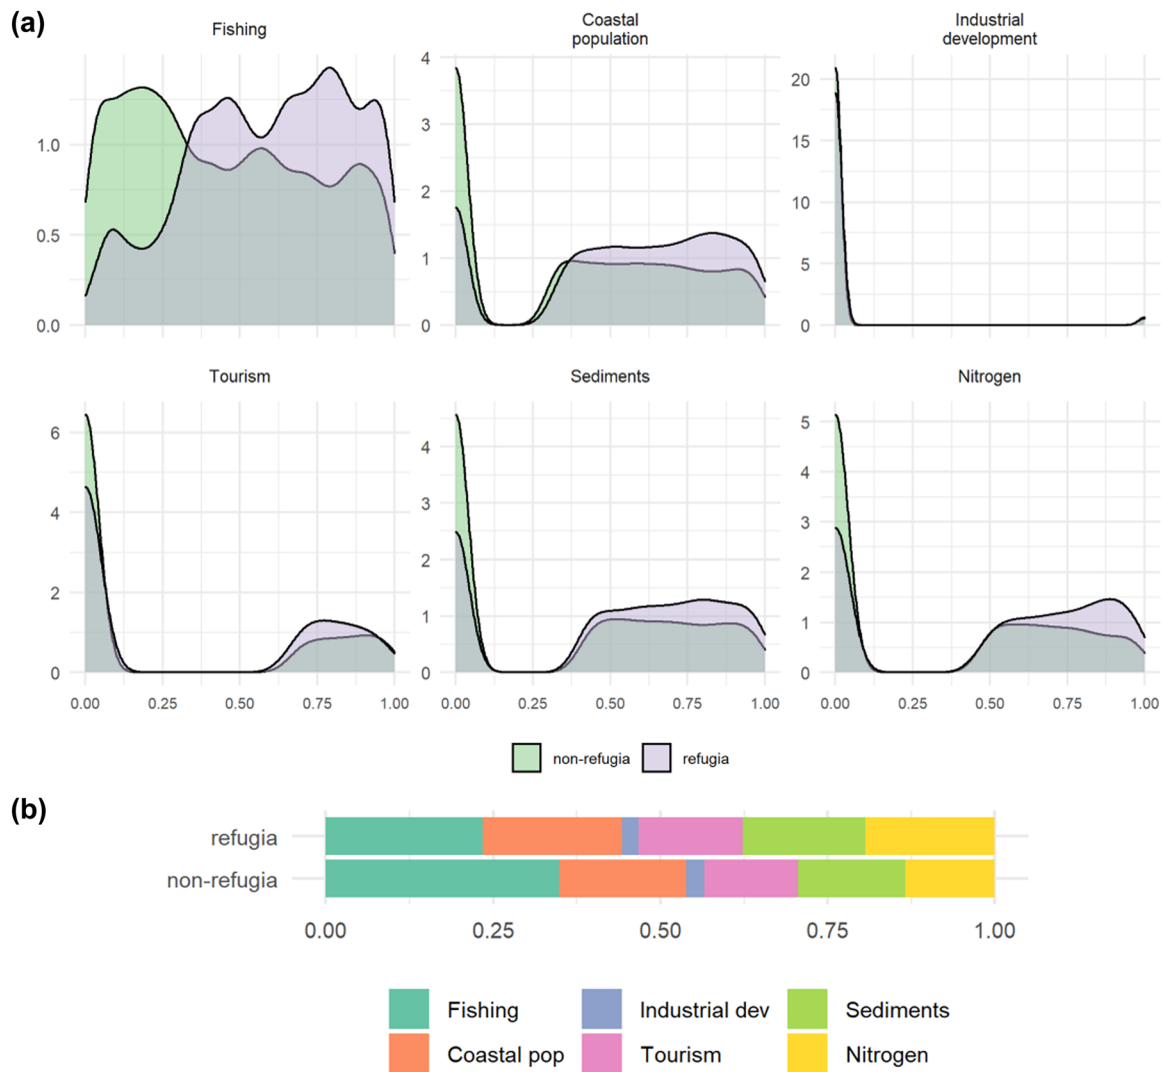 (a)
Fishing
Coastal
population
Industrial
development
1.0
0.5
0.0
4
3
2
1
0
20
15
10
5
0
Tourism
Sediments
Nitrogen
6
4
2
0
4
3
2
1
0
5
4
3
2
1
0
0.00 0.25 0.50 0.75 1.00
0.00 0.25 0.50 0.75 1.00
0.00 0.25 0.50 0.75 1.00
non-refugia refugia
(b)
refugia
non-refugia
0.00 0.25 0.50 0.75 1.00
Fishing Industrial dev Sediments
Coastal pop Tourism Nitrogen